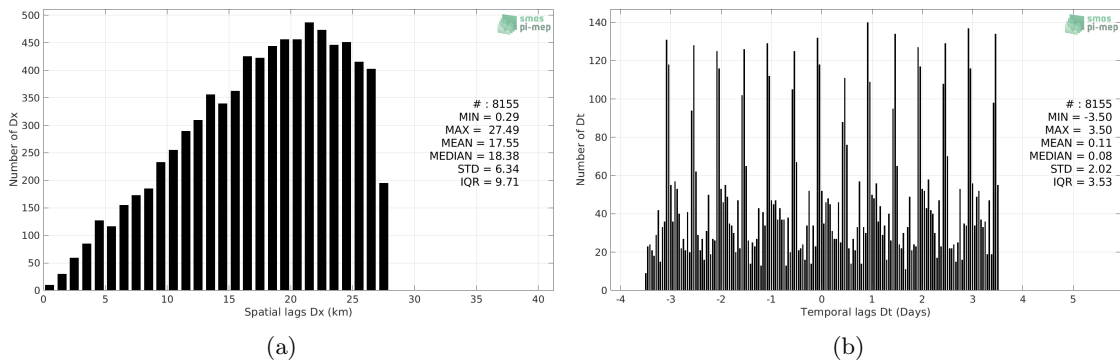 500
450
400
350
300
250
200
150
100
50
0
Number of Dx
0 5 10 15 20 25 30 35 40
Spatial lags Dx (km)
smos
pi-mep
# : 8155
MIN = 0.29
MAX = 27.49
MEAN = 17.55
MEDIAN = 18.38
STD = 6.34
IQR = 9.71
(a)
140
120
100
80
60
40
20
0
Number of Dt
-4 -3 -2 -1 0 1 2 3 4 5
Temporal lags Dt (Days)
smos
pi-mep
# : 8155
MIN = -3.50
MAX = 3.50
MEAN = 0.11
MEDIAN = 0.08
STD = 2.02
IQR = 3.53
(b)